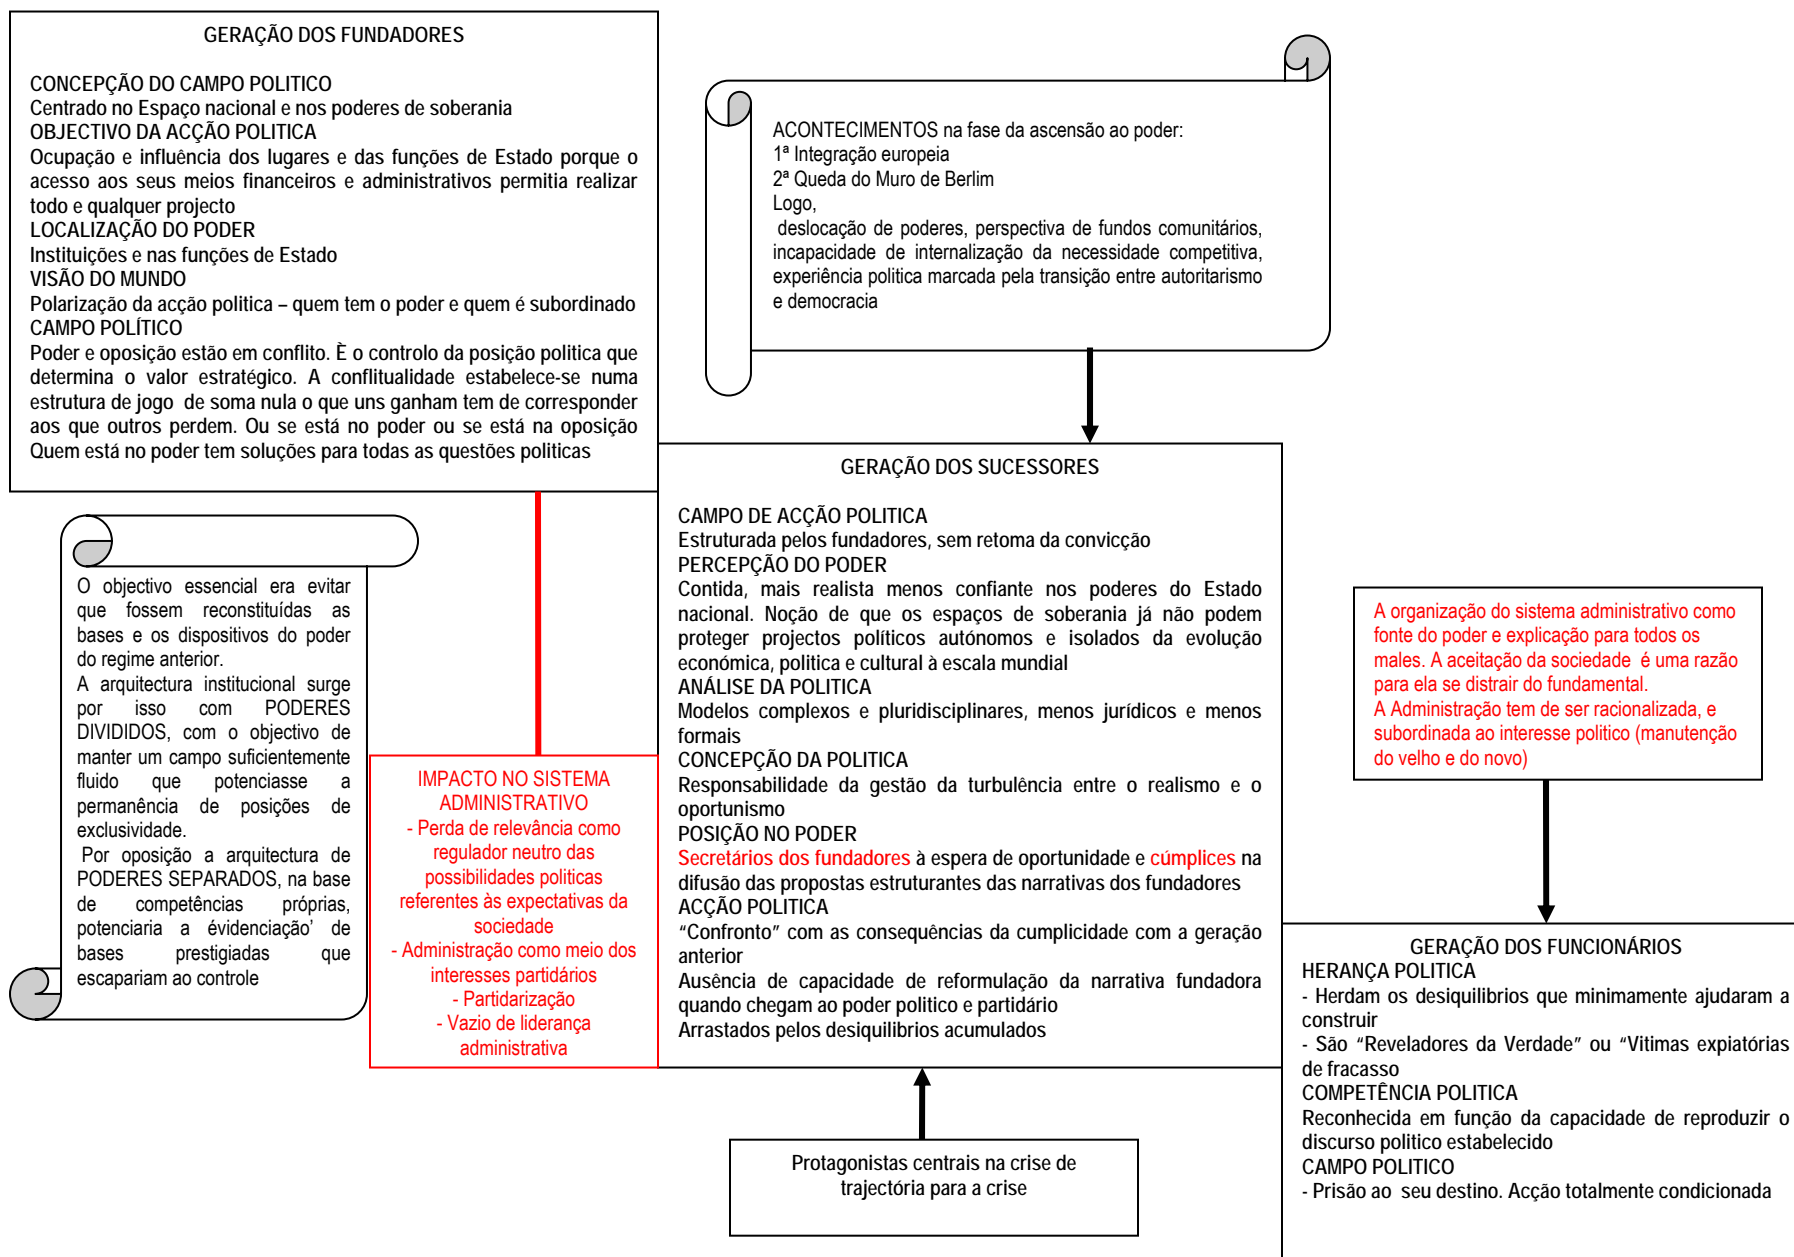 GERAÇÃO DOS FUNDADORES
CONCEPÇÃO DO CAMPO POLITICO
Centrado no Espaço nacional e nos poderes de soberania
OBJECTIVO DA ACÇÃO POLITICA
Ocupação e influência dos lugares e das funções de Estado porque o
acesso aos seus meios financeiros e administrativos permitia realizar
todo e qualquer projecto
LOCALIZAÇÃO DO PODER
Instituições e nas funções de Estado
VISÃO DO MUNDO
Polarização da acção politica – quem tem o poder e quem é subordinado
CAMPO POLÍTICO
Poder e oposição estão em conflito. È o controlo da posição politica que
determina o valor estratégico. A conflitualidade estabelece-se numa
estrutura de jogo de soma nula o que uns ganham tem de corresponder
aos que outros perdem. Ou se está no poder ou se está na oposição
Quem está no poder tem soluções para todas as questões politicas
ACONTECIMENTOS na fase da ascensão ao poder:
1ª Integração europeia
2ª Queda do Muro de Berlim
Logo,
deslocação de poderes, perspectiva de fundos comunitários,
incapacidade de internalização da necessidade competitiva,
experiência politica marcada pela transição entre autoritarismo
e democracia
O objectivo essencial era evitar
que fossem reconstituídas as
bases e os dispositivos do poder
do regime anterior.
A arquitectura institucional surge
por isso com PODERES
DIVIDIDOS, com o objectivo de
manter um campo suficientemente
fluido que potenciasse a
permanência de posições de
exclusividade.
Por oposição a arquitectura de
PODERES SEPARADOS, na base
de competências próprias,
potenciaria a évidenciação’ de
bases prestigiadas que
escapariam ao controle
IMPACTO NO SISTEMA
ADMINISTRATIVO
- Perda de relevância como
regulador neutro das
possibilidades politicas
referentes às expectativas da
sociedade
- Administração como meio dos
interesses partidários
- Partidarização
- Vazio de liderança
administrativa
GERAÇÃO DOS SUCESSORES
CAMPO DE ACÇÃO POLITICA
Estruturada pelos fundadores, sem retoma da convicção
PERCEPÇÃO DO PODER
Contida, mais realista menos confiante nos poderes do Estado
nacional. Noção de que os espaços de soberania já não podem
proteger projectos políticos autónomos e isolados da evolução
económica, politica e cultural à escala mundial
ANÁLISE DA POLITICA
Modelos complexos e pluridisciplinares, menos jurídicos e menos
formais
CONCEPÇÃO DA POLITICA
Responsabilidade da gestão da turbulência entre o realismo e o
oportunismo
POSIÇÃO NO PODER
Secretários dos fundadores à espera de oportunidade e cúmplices na
difusão das propostas estruturantes das narrativas dos fundadores
ACÇÃO POLITICA
“Confronto” com as consequências da cumplicidade com a geração
anterior
Ausência de capacidade de reformulação da narrativa fundadora
quando chegam ao poder politico e partidário
Arrastados pelos desiquilibrios acumulados
Protagonistas centrais na crise de
trajectória para a crise
A organização do sistema administrativo como
fonte do poder e explicação para todos os
males. A aceitação da sociedade é uma razão
para ela se distrair do fundamental.
A Administração tem de ser racionalizada, e
subordinada ao interesse politico (manutenção
do velho e do novo)
GERAÇÃO DOS FUNCIONÁRIOS
HERANÇA POLITICA
- Herdam os desiquilibrios que minimamente ajudaram a
construir
- São “Reveladores da Verdade” ou “Vitimas expiatórias
de fracasso
COMPETÊNCIA POLITICA
Reconhecida em função da capacidade de reproduzir o
discurso politico estabelecido
CAMPO POLITICO
- Prisão ao seu destino. Acção totalmente condicionada